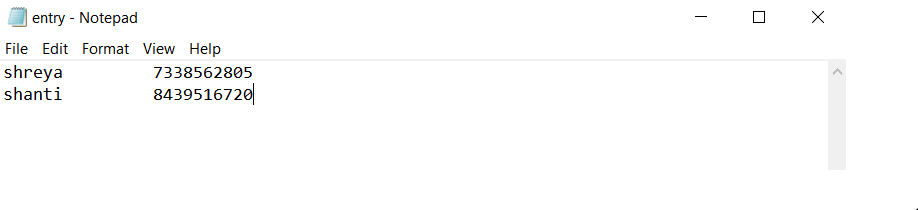 entry - Notepad
File Edit Format View Help
shreya 7338562805
shanti 8439516720